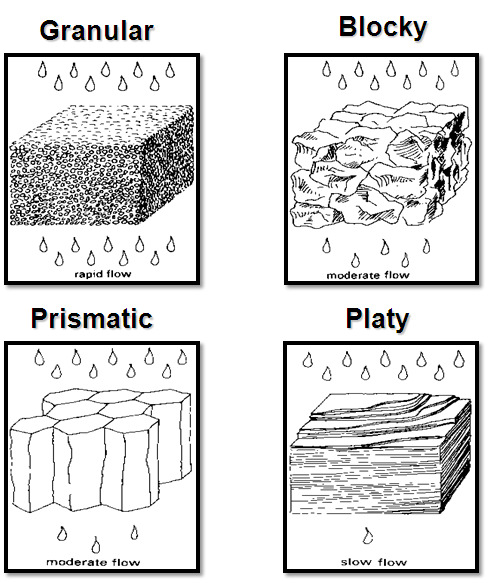 Granular
Blocky
rapid flow
moderate flow
Prismatic
Platy
moderate flow
slow flow